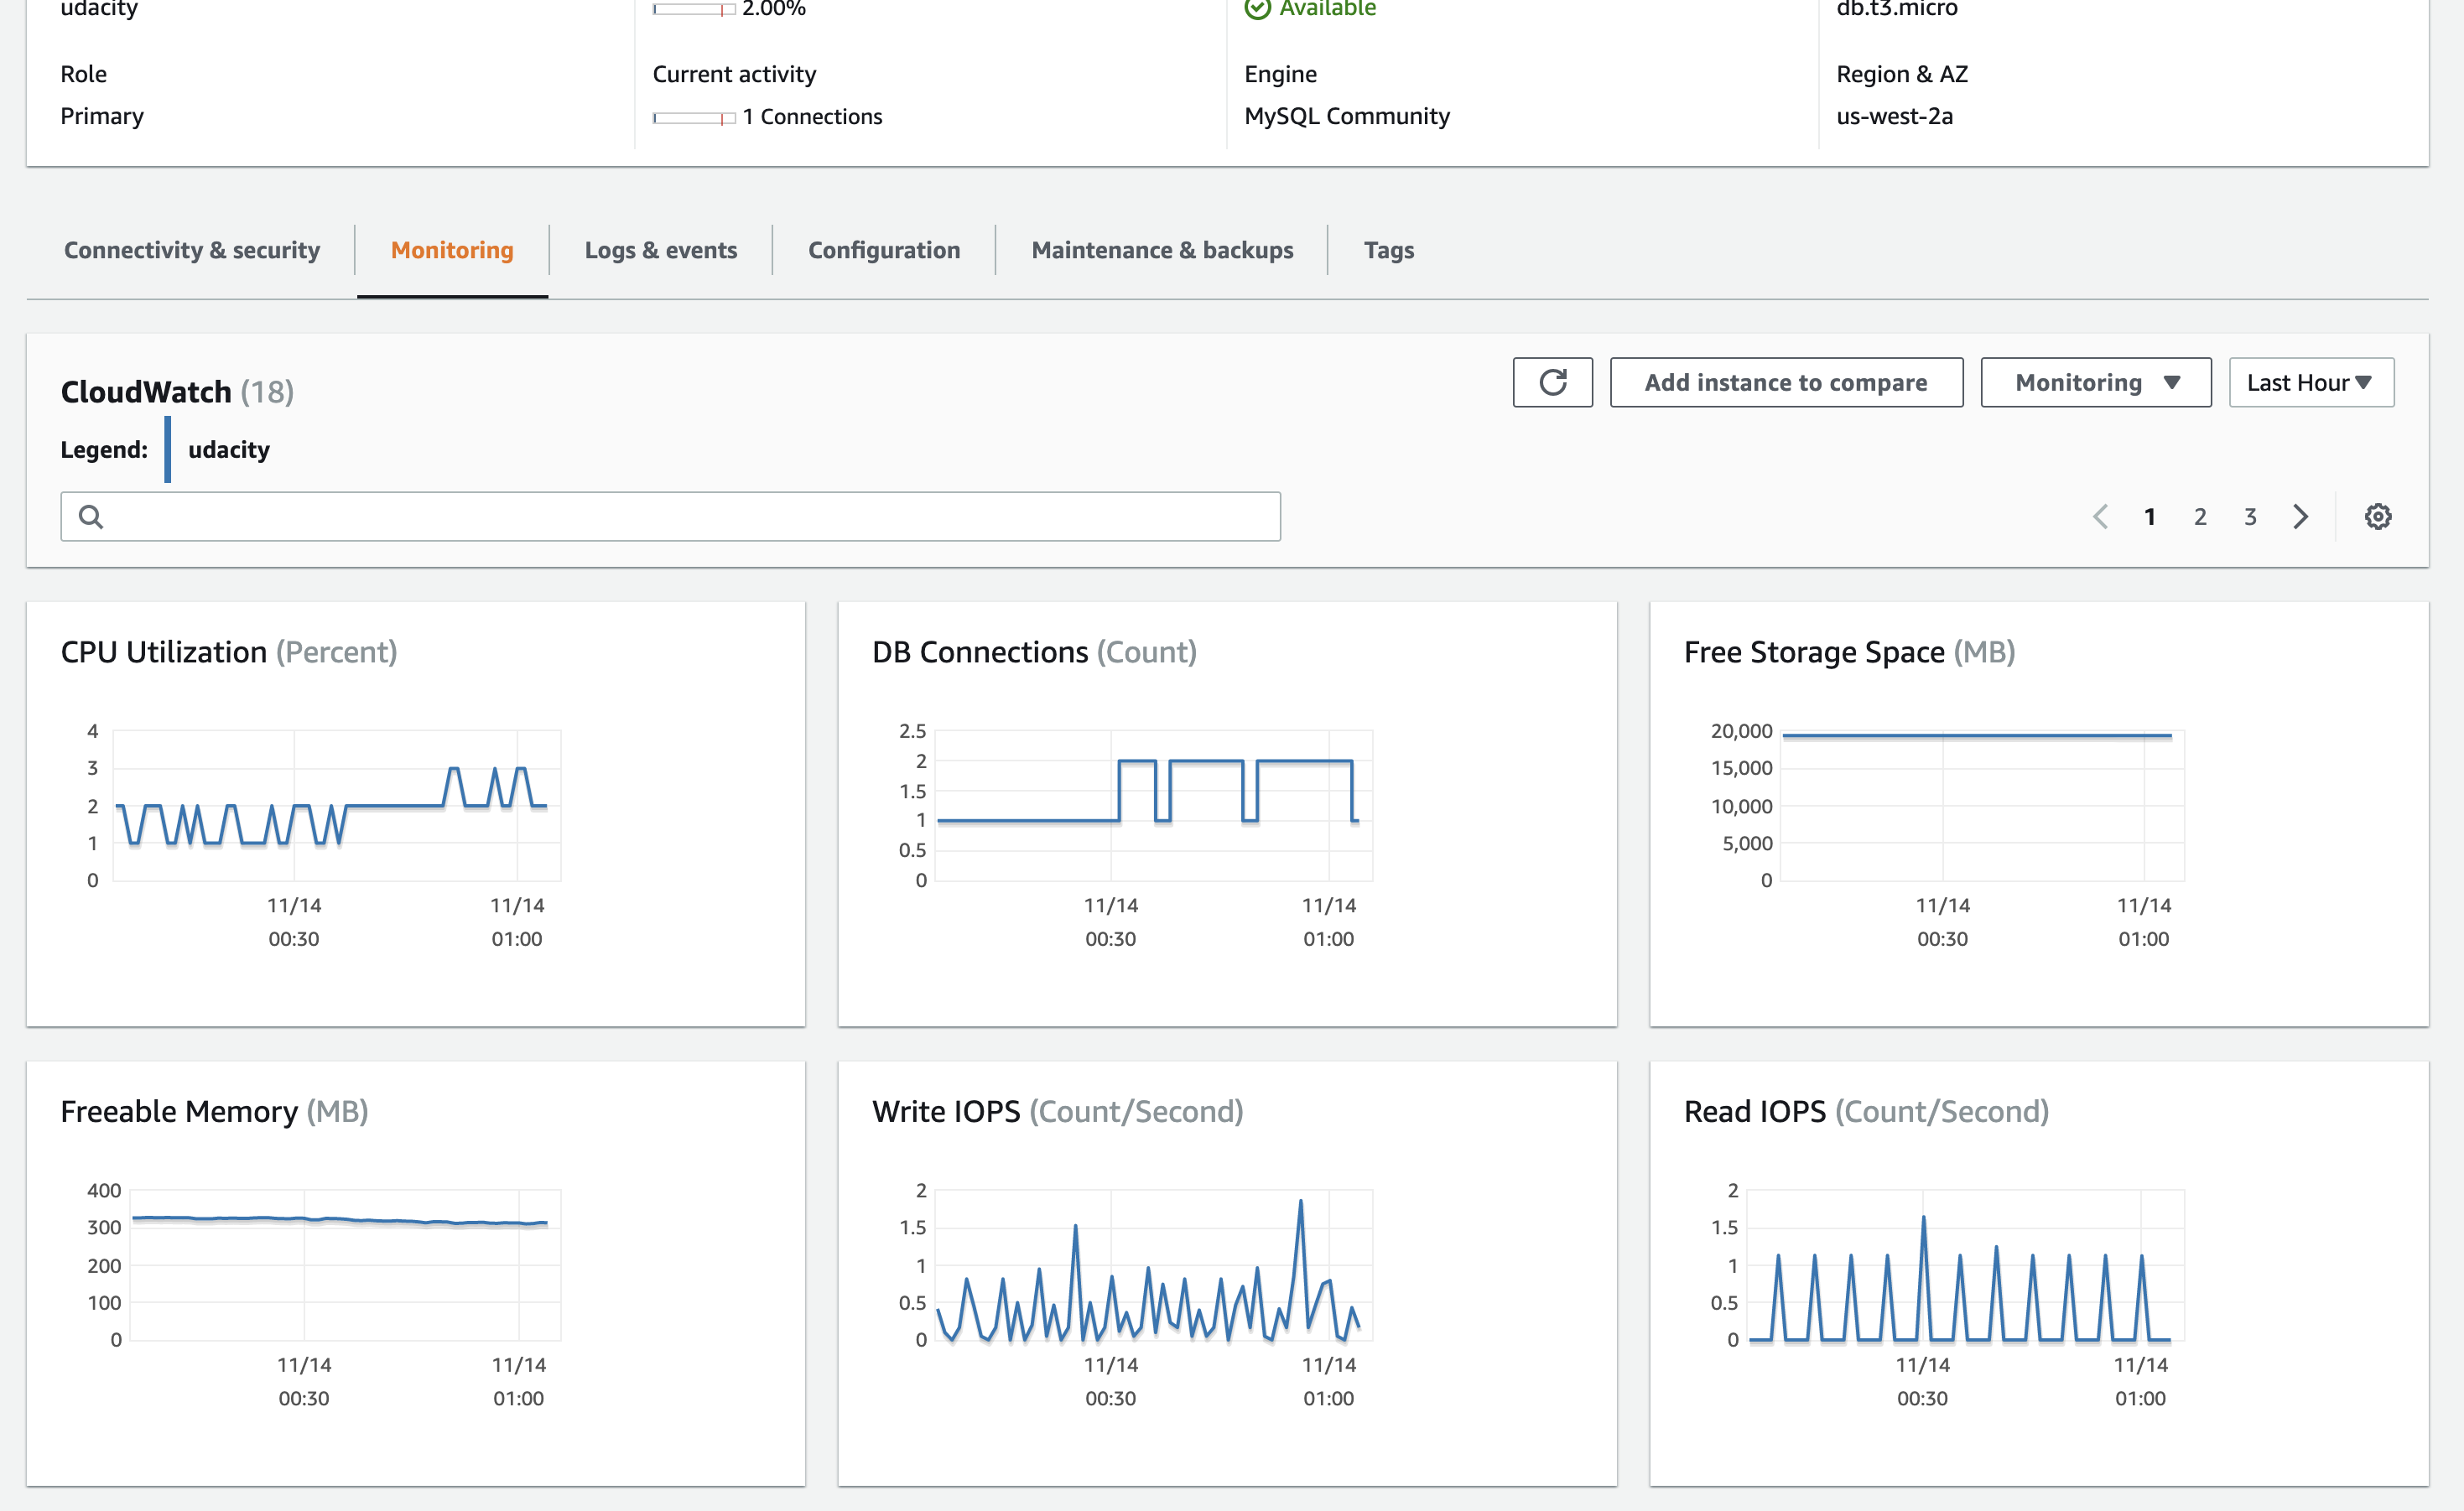 udacity
2.00%
Available
db.t3.micro
Role
Current activity
Engine
Region & AZ
Primary
1 Connections
MySQL Community
us-west-2a
Connectivity & security
Monitoring
Logs & events
Configuration
Maintenance & backups
Tags
CloudWatch (18)
Add instance to compare
Monitoring
Last Hour
Legend:
udacity
1
2
3
CPU Utilization (Percent)
4
3
2
1
0
11/14
00:30
11/14
01:00
DB Connections (Count)
2.5
2
1.5
1
0.5
0
11/14
00:30
11/14
01:00
Free Storage Space (MB)
20,000
15,000
10,000
5,000
0
11/14
00:30
11/14
01:00
Freeable Memory (MB)
400
300
200
100
0
11/14
00:30
11/14
01:00
Write IOPS (Count/Second)
2
1.5
1
0.5
0
11/14
00:30
11/14
01:00
Read IOPS (Count/Second)
2
1.5
1
0.5
0
11/14
00:30
11/14
01:00